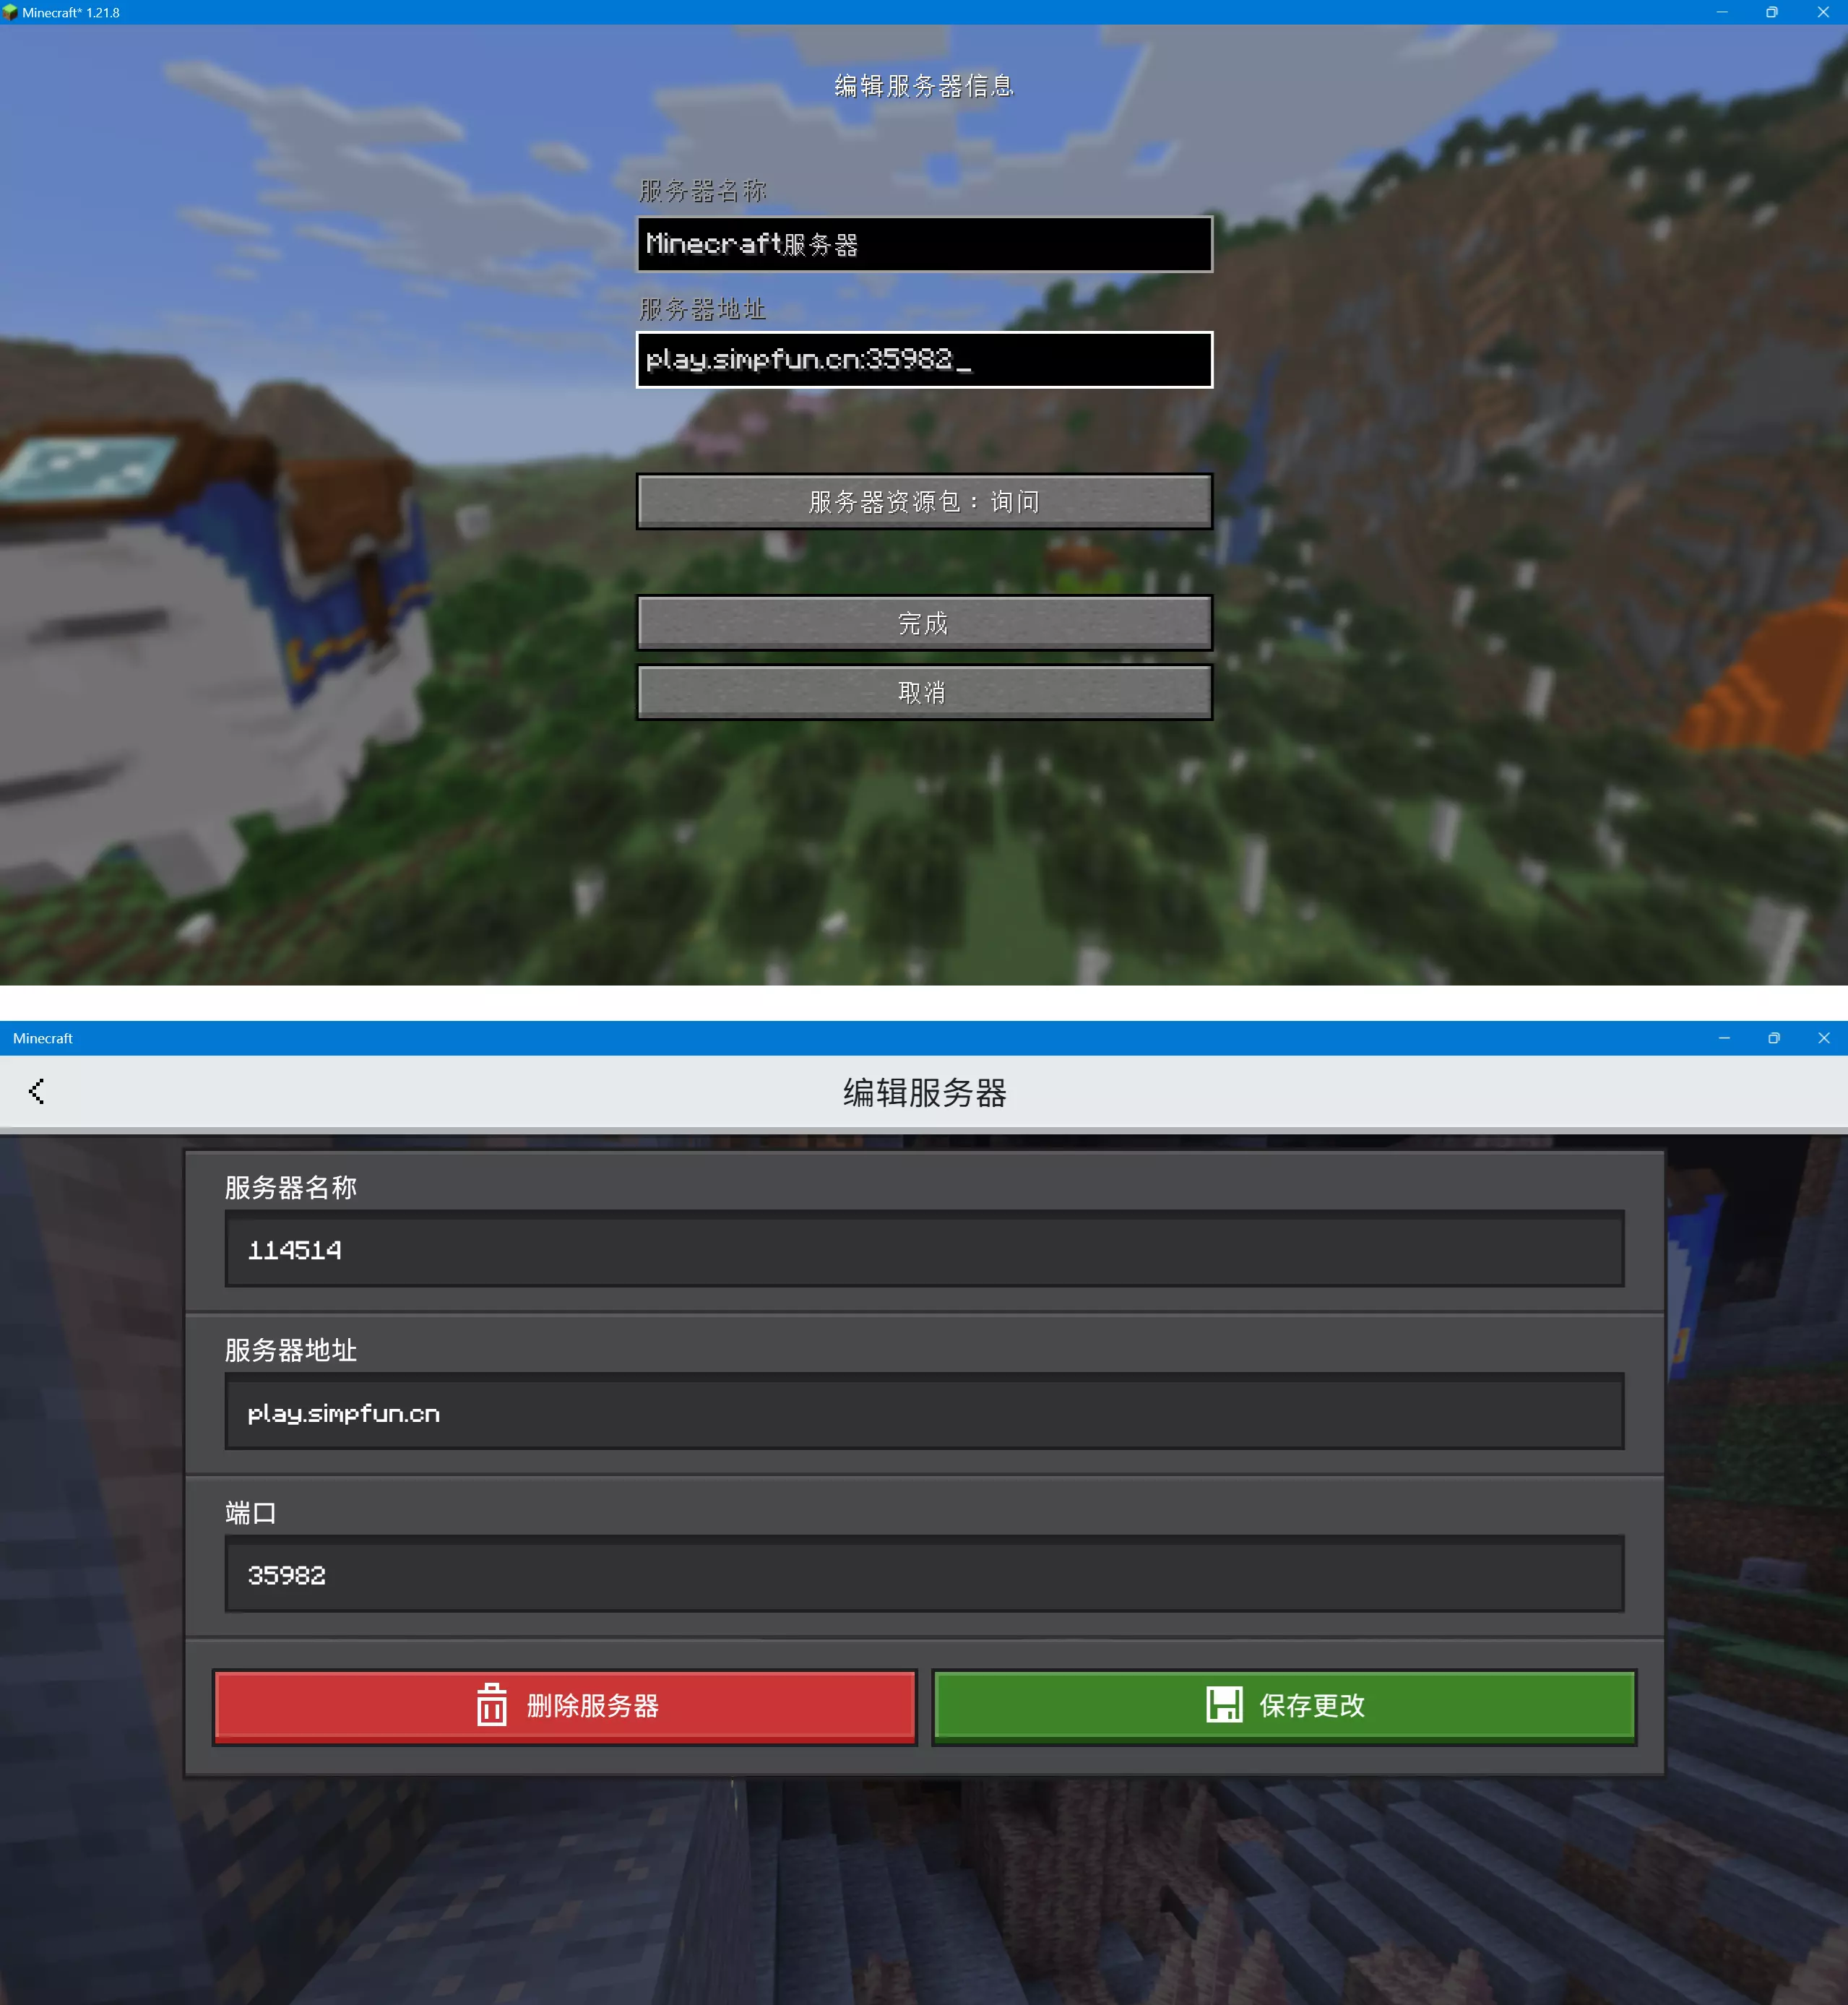 Minecraft* 1.21.8
编辑服务器信息
服务器名称
Minecraft服务器
服务器地址
play.simpfun.cn:35982_
服务器资源包：询问
完成
取消
Minecraft
编辑服务器
服务器名称
114514
服务器地址
play.simpfun.cn
端口
35982
删除服务器
保存更改